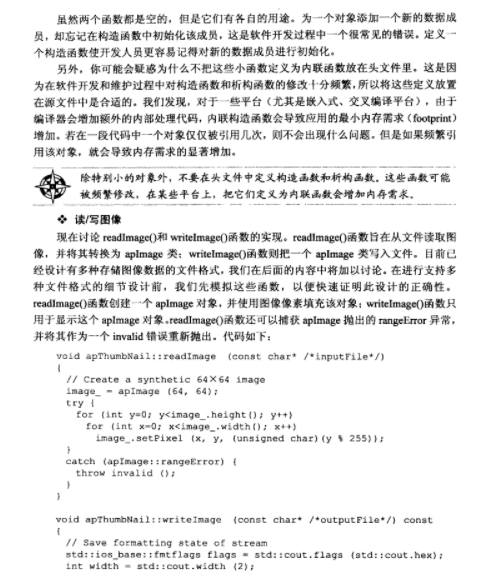 虽然两个函数都是空的，但是它们有各自的用途。为一个对象添加一个新的数据成
员，却忘记在构造函数中初始化该成员，这是软件开发过程中一个很常见的错误。定义一
个构造函数使开发人员更容易记得对新的数据成员进行初始化。
另外，你可能会疑惑为什么不把这些小函数定义为内联函数放在头文件里。这是因
为在软件开发和维护过程中对构造函数和析构函数的修改十分频繁，所以将这些定义放置
在源文件中是合适的。我们发现，对于一些平台（尤其是嵌入式、交叉编译平台），由于
编译器会增加额外的内部处理代码，内联构造函数会导致应用的最小内存需求（footprint）
增加。若在一段代码中一个对象仅仅被引用几次，则不会出现什么问题。但是如果频繁引
用该对象，就会导致内存需求的显著增加。
除特别小的对象外，不要在头文件中定义构造函数和析构函数。这些函数可能
被频繁修改，在某些平台上，把它们定义为内联函数会增加内存需求。
❖ 读/写图像
现在讨论 readImage()和 writeImage()函数的实现。readImage()函数旨在从文件读取图
像，并将其转换为 apImage 类；writeImage()函数则把一个 apImage 类写入文件。目前已
经设计有多种存储图像数据的文件格式，我们在后面的内容中将加以讨论。在进行支持多
种文件格式的细节设计前，我们先模拟这些函数，以便快速证明此设计的正确性。
readImage()函数创建一个 apImage 对象，并使用图像像素填充该对象；writeImage()函数只
用于显示这个 apImage 对象。readImage()函数还可以捕获 apImage 抛出的 rangeError 异常，
并将其作为一个 invalid 错误重新抛出。代码如下：
void apThumbNail::readImage (const char* /*inputFile*/)
{
// Create a synthetic 64×64 image
image_ = apImage (64, 64);
try {
for (int y=0; y<image_.height(); y++)
for (int x=0; x<image_.width(); x++)
image_.setPixel (x, y, (unsigned char)(y % 255));
}
catch (apImage::rangeError) {
throw invalid ();
}
}
void apThumbNail::writeImage (const char* /*outputFile*/) const
{
// Save formatting state of stream
std::ios_base::fmtflags flags = std::cout.flags (std::cout.hex);
int width = std::cout.width (2);